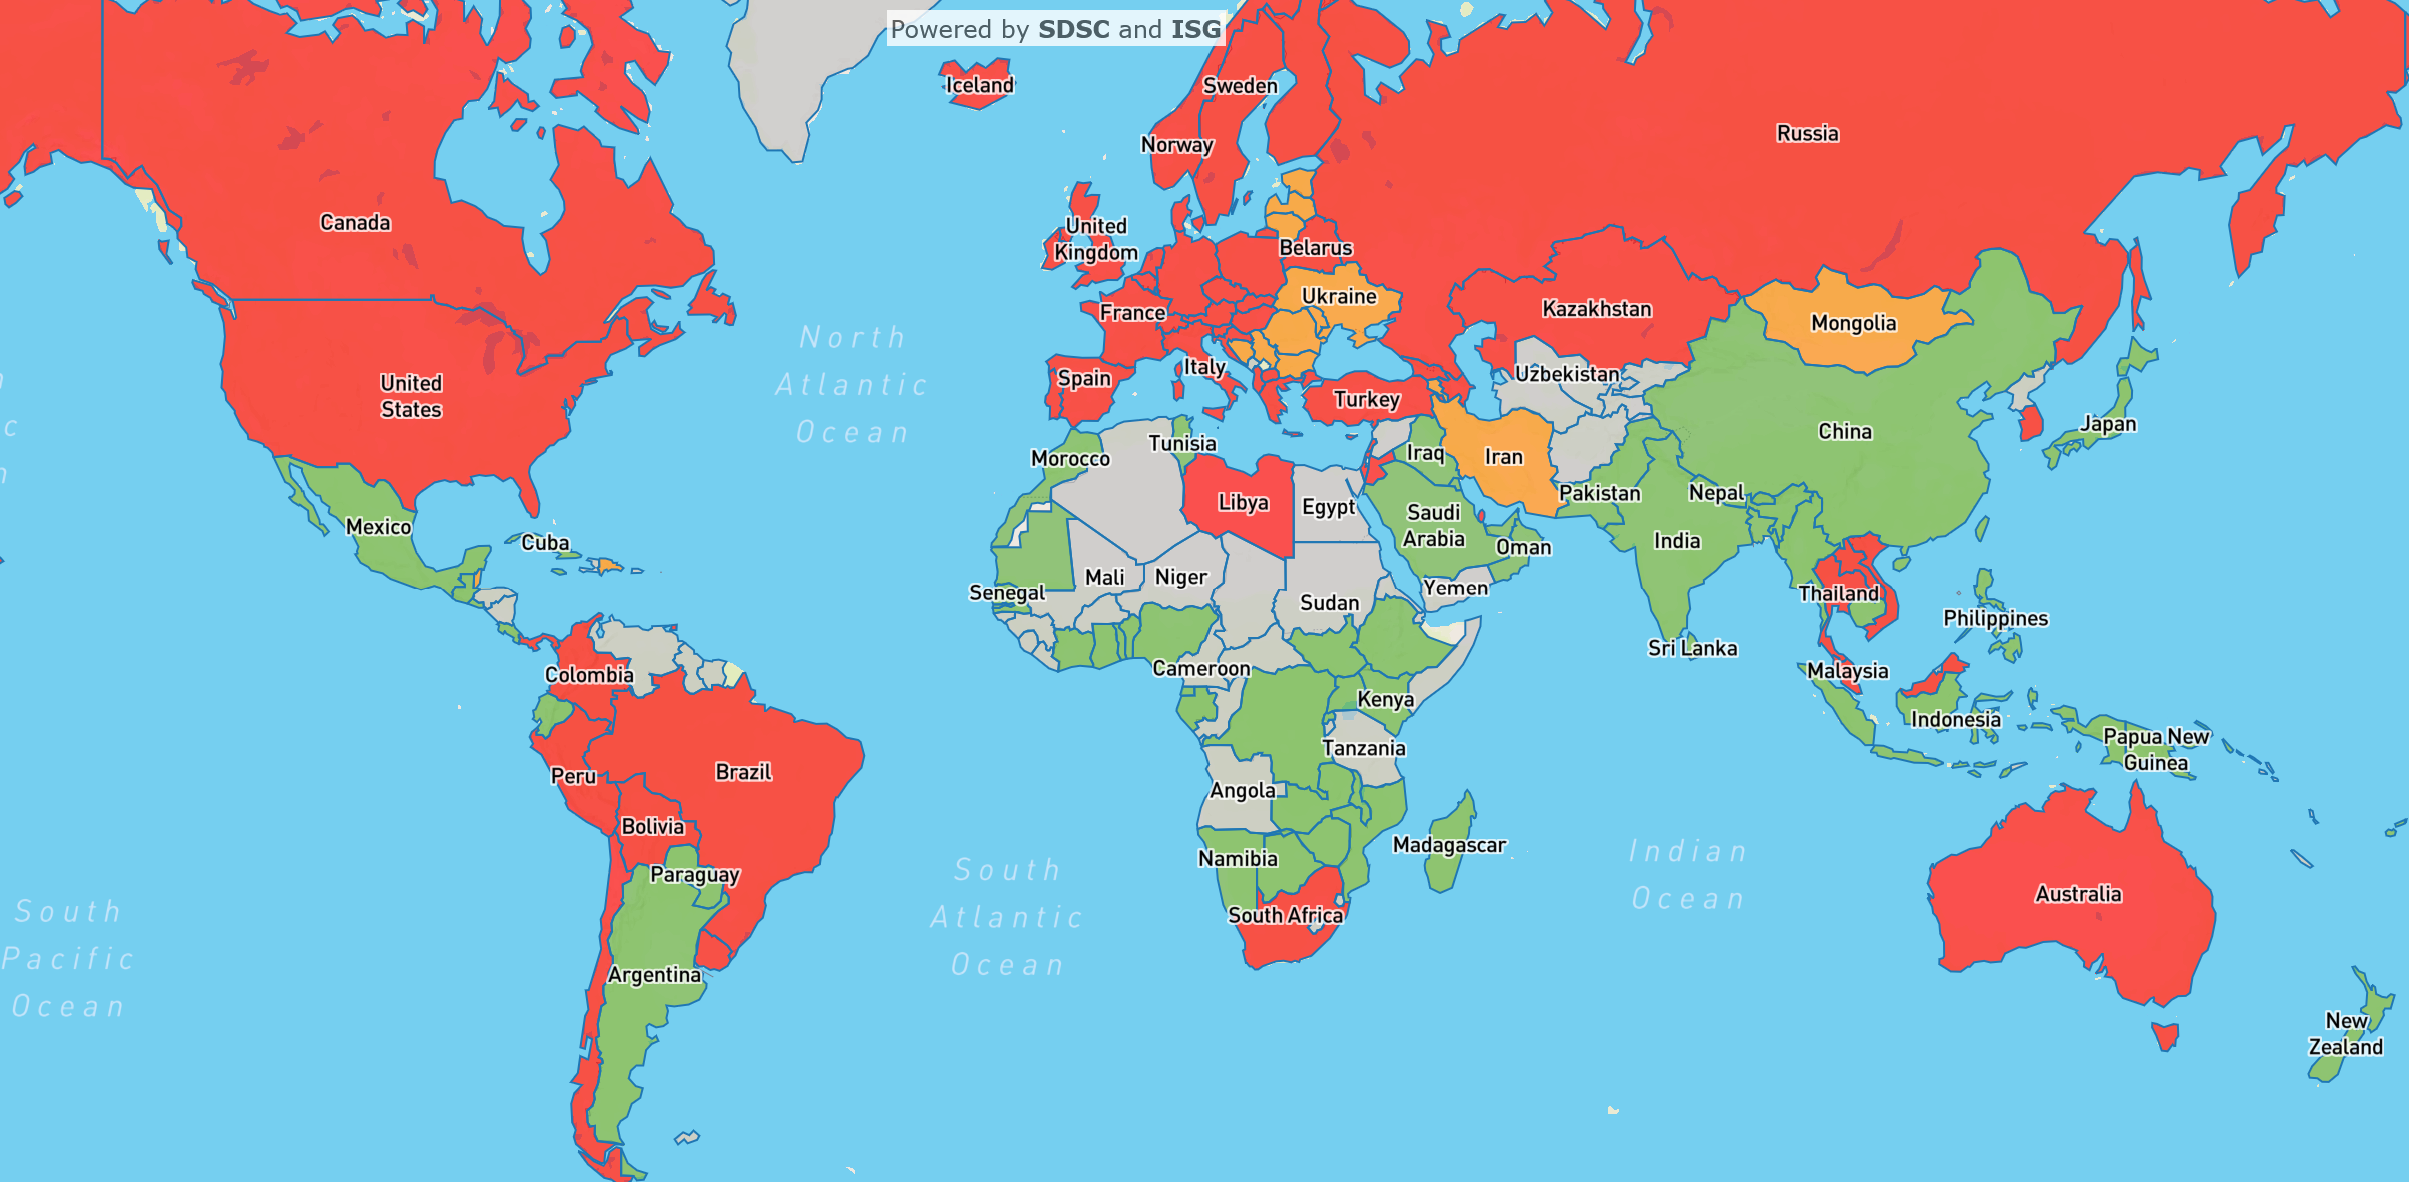 Powered by SDSC and ISG
Iceland
Sweden
Norway
Russia
Canada
United
Kingdom
Belarus
Ukraine
Kazakhstan
Mongolia
France
North
Atlantic
Ocean
Italy
Spain
Turkey
Uzbekistan
United
States
China
Japan
Tunisia
Morocco
Iraq
Iran
Pakistan
Nepal
Libya
Egypt
Saudi
Arabia
Oman
India
Mexico
Cuba
Mali
Niger
Senegal
Sudan
Yemen
Thailand
Philippines
Sri Lanka
Colombia
Cameroon
Kenya
Malaysia
Indonesia
Papua New
Guinea
Tanzania
Peru
Brazil
Angola
Bolivia
Paraguay
Namibia
Madagascar
South
Atlantic
Ocean
Indian
Ocean
South Africa
Australia
South
Pacific
Ocean
Argentina
New
Zealand